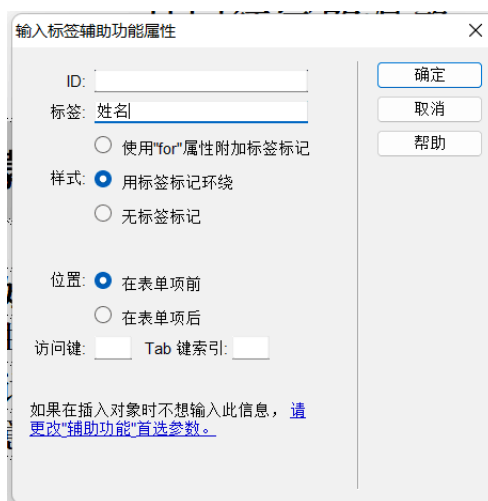 输入标签辅助功能属性
ID:
确定
标签: 姓名
取消
使用"for"属性附加标签标记
帮助
样式: 用标签标记环绕
无标签标记
位置: 在表单项前
在表单项后
访问键: Tab 键索引:
如果在插入对象时不想输入此信息，请
更改"辅助功能"首选参数。